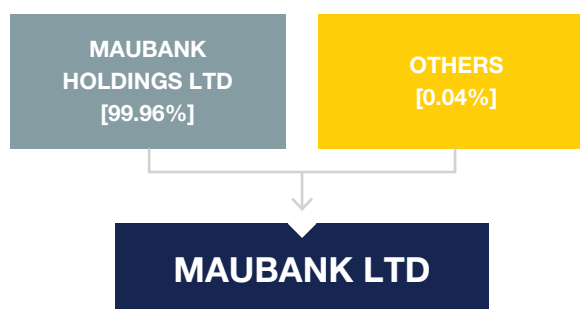 MAUBANK
HOLDINGS LTD
[99.96%]
OTHERS
[0.04%]
MAUBANK LTD